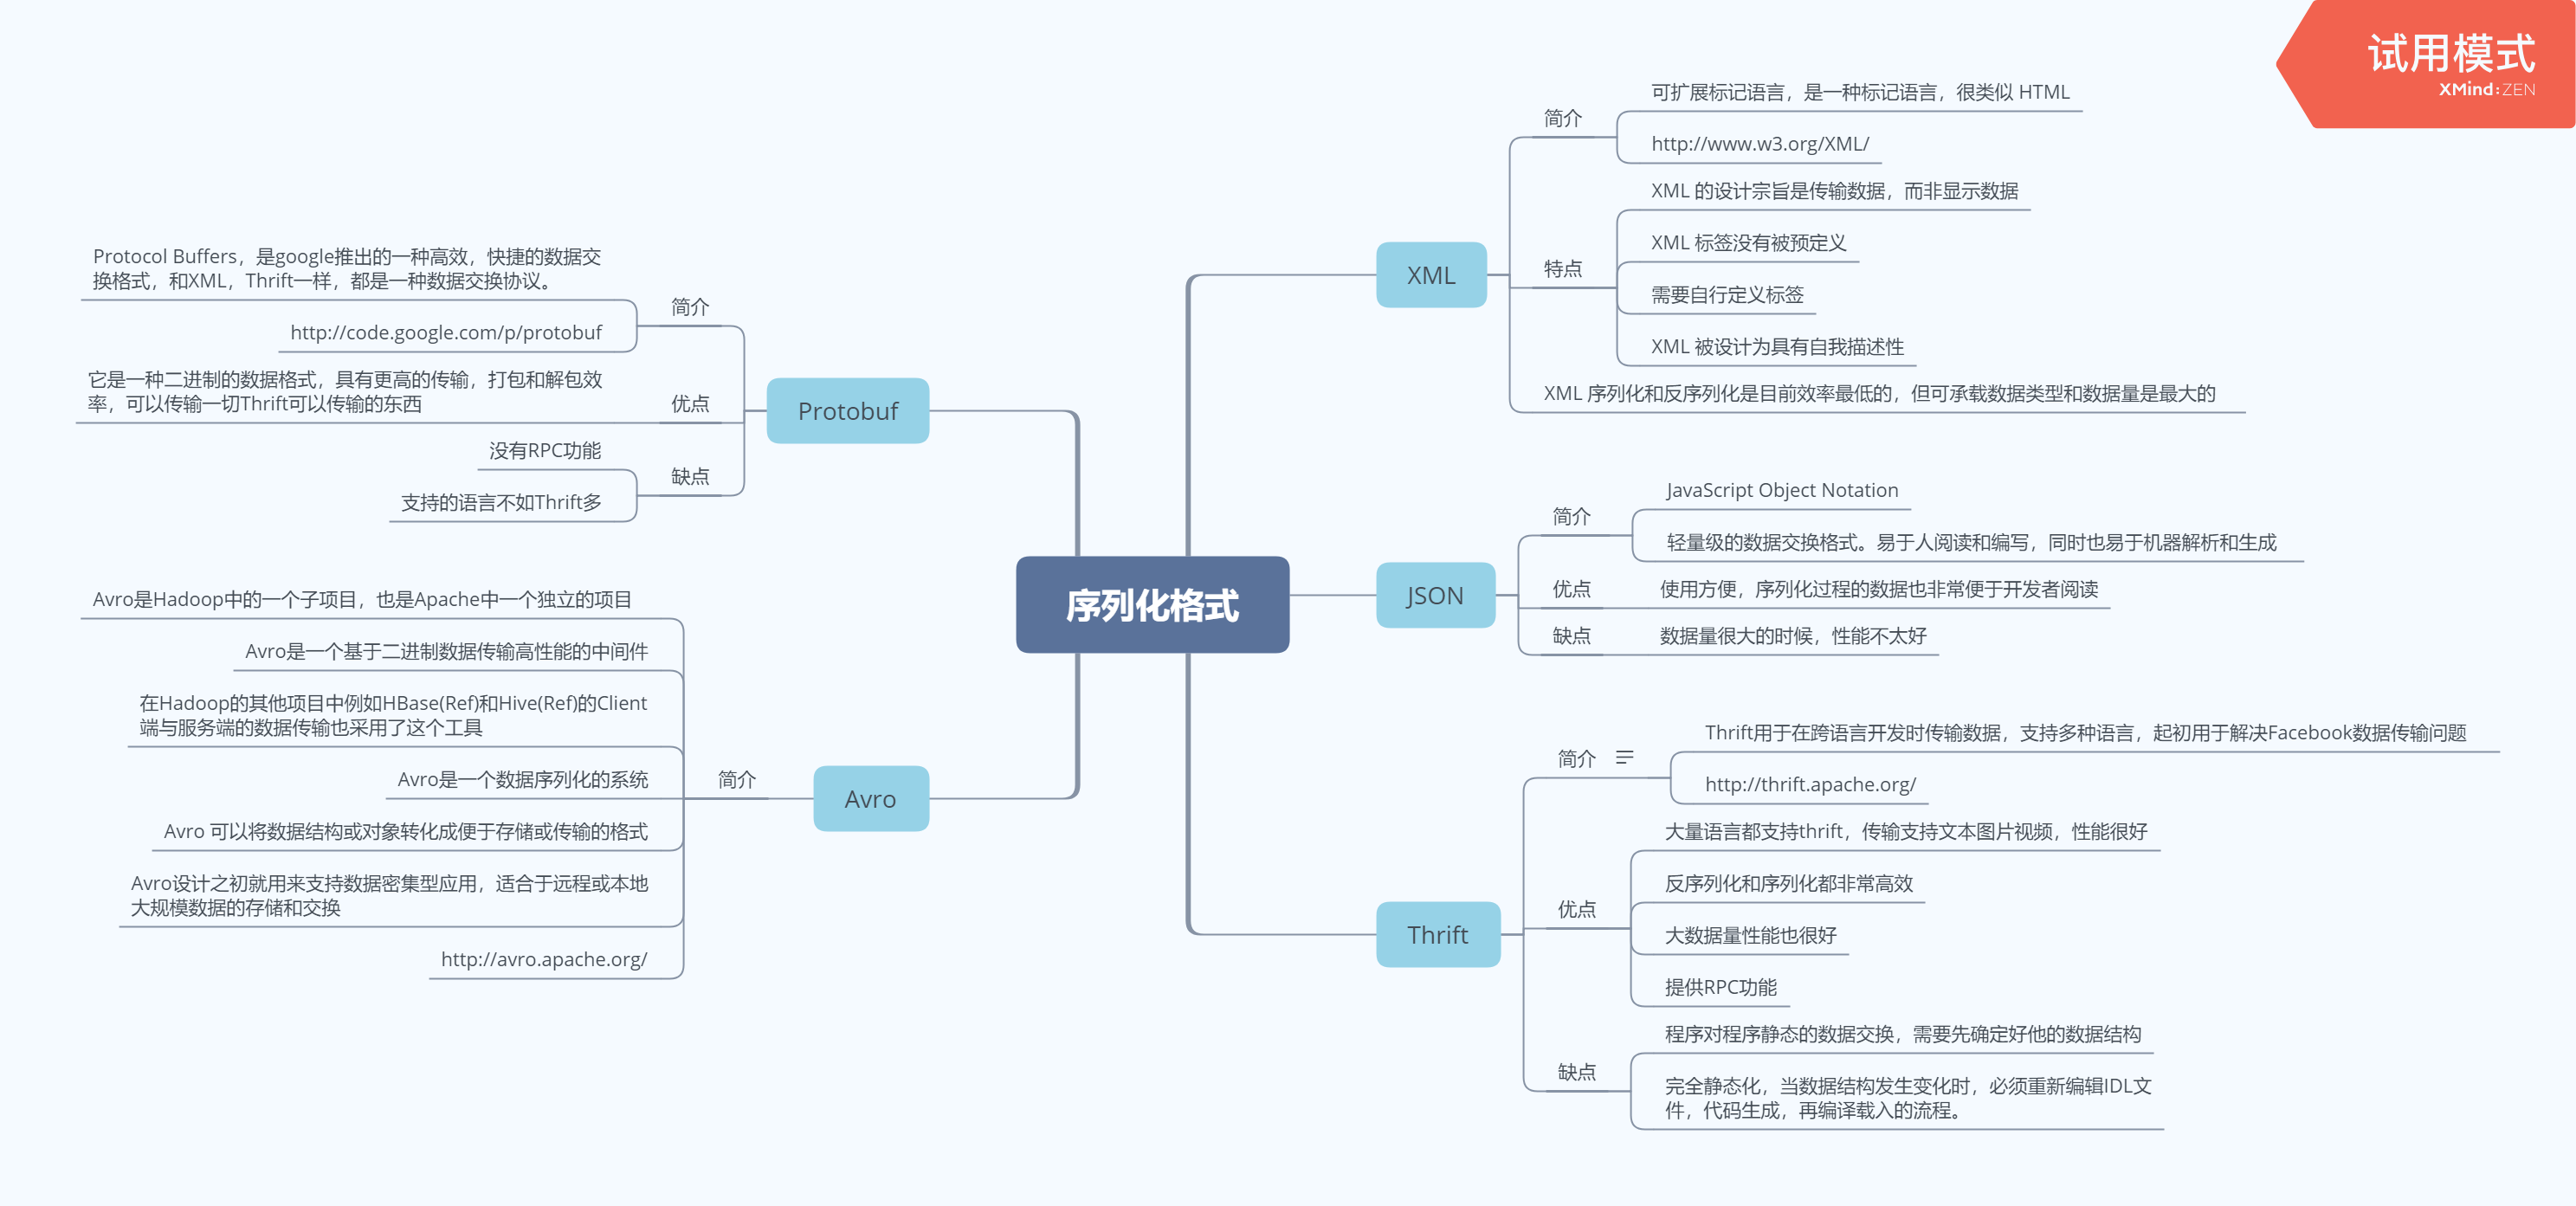 试用模式
XMind:ZEN
序列化格式
XML
简介
可扩展标记语言，是一种标记语言，很类似 HTML
http://www.w3.org/XML/
特点
XML 的设计宗旨是传输数据，而非显示数据
XML 标签没有被预定义
需要自行定义标签
XML 被设计为具有自我描述性
XML 序列化和反序列化是目前效率最低的，但可承载数据类型和数据量是最大的
JSON
简介
JavaScript Object Notation
轻量级的数据交换格式。易于人阅读和编写，同时也易于机器解析和生成
优点
使用方便，序列化过程的数据也非常便于开发者阅读
缺点
数据量很大的时候，性能不太好
Thrift
简介
Thrift用于在跨语言开发时传输数据，支持多种语言，起初用于解决Facebook数据传输问题
http://thrift.apache.org/
优点
大量语言都支持thrift，传输支持文本图片视频，性能很好
反序列化和序列化都非常高效
大数据量性能也很好
提供RPC功能
缺点
程序对程序静态的数据交换，需要先确定好他的数据结构
完全静态化，当数据结构发生变化时，必须重新编辑IDL文
件，代码生成，再编译载入的流程。
Protobuf
简介
Protocol Buffers，是google推出的一种高效，快捷的数据交
换格式，和XML，Thrift一样，都是一种数据交换协议。
http://code.google.com/p/protobuf
优点
它是一种二进制的数据格式，具有更高的传输，打包和解包效
率，可以传输一切Thrift可以传输的东西
缺点
没有RPC功能
支持的语言不如Thrift多
Avro
简介
Avro是Hadoop中的一个子项目，也是Apache中一个独立的项目
Avro是一个基于二进制数据传输高性能的中间件
在Hadoop的其他项目中例如HBase(Ref)和Hive(Ref)的Client
端与服务端的数据传输也采用了这个工具
Avro是一个数据序列化的系统
Avro 可以将数据结构或对象转化成便于存储或传输的格式
Avro设计之初就用来支持数据密集型应用，适合于远程或本地
大规模数据的存储和交换
http://avro.apache.org/